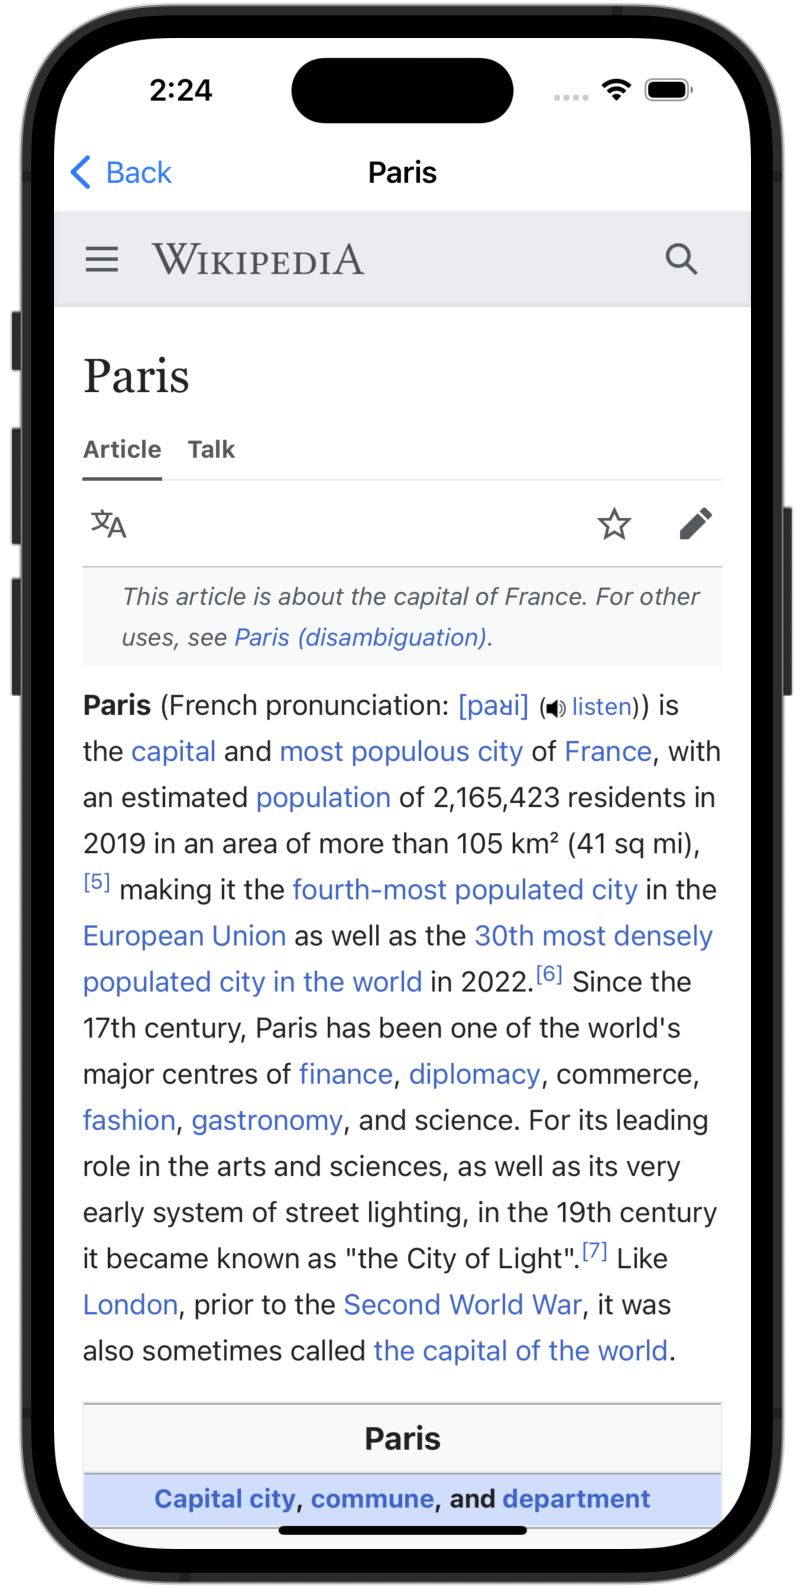 2:24
Back
Paris
WIKIPEDIA
Paris
Article Talk
文A
This article is about the capital of France. For other
uses, see Paris (disambiguation).
Paris (French pronunciation: [paʁi] ( listen)) is
the capital and most populous city of France, with
an estimated population of 2,165,423 residents in
2019 in an area of more than 105 km² (41 sq mi),
[5] making it the fourth-most populated city in the
European Union as well as the 30th most densely
populated city in the world in 2022.[6] Since the
17th century, Paris has been one of the world's
major centres of finance, diplomacy, commerce,
fashion, gastronomy, and science. For its leading
role in the arts and sciences, as well as its very
early system of street lighting, in the 19th century
it became known as "the City of Light".[7] Like
London, prior to the Second World War, it was
also sometimes called the capital of the world.
Paris
Capital city, commune, and department